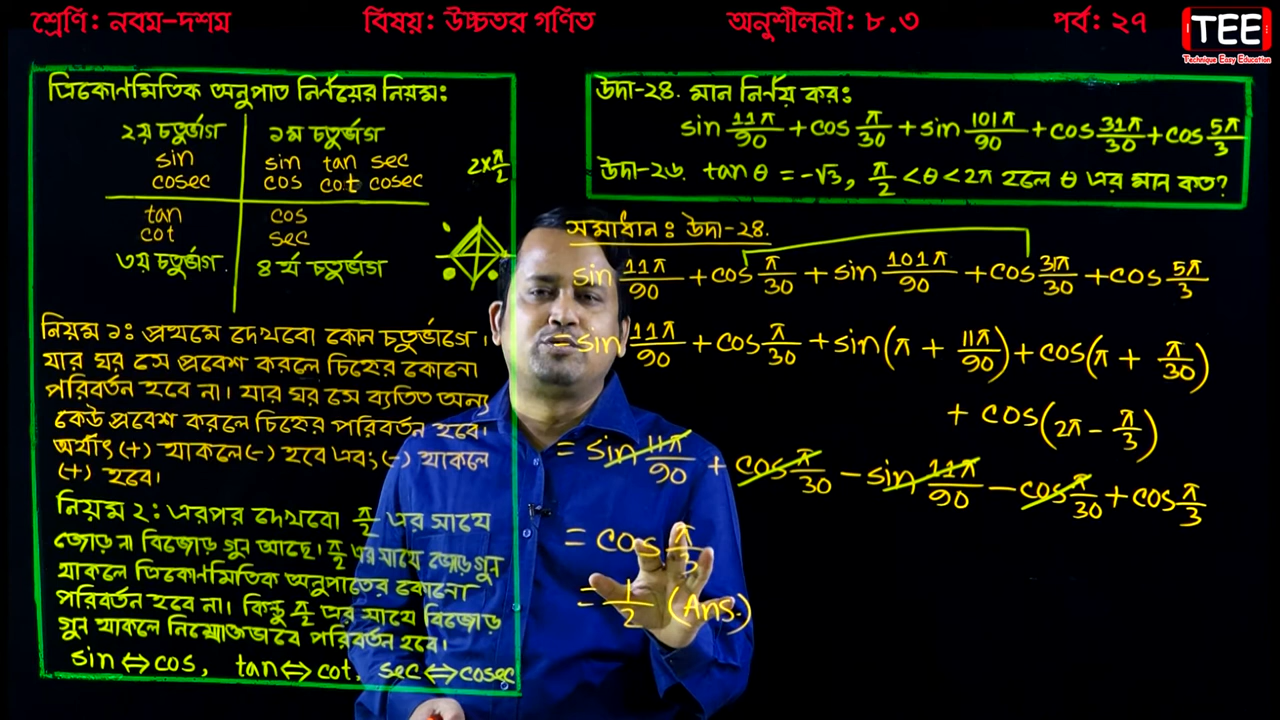 শ্রেণি: নবম-দশম
বিষয়: উচ্চতর গণিত
অনুশীলনী: ৮.৩
পর্ব: ২৭
TEE
Technique Easy Education
ত্রিকোণমিতিক অনুপাত নির্ণয়ের নিয়ম:
২য় চতুর্ভাগ
sin
cosec
১ম চতুর্ভাগ
sin tan sec
cos cot cosec
tan
cot
৩য় চতুর্ভাগ.
cos
sec
৪র্থ চতুর্ভাগ
2×π/2
নিয়ম ১: প্রথমে দেখবো কোন চতুর্ভাগে।
যার ঘর সে প্রবেশ করলে চিহ্নের কোনো
পরিবর্তন হবে না। যার ঘর সে ব্যতিত অন্য
কেউ প্রবেশ করলে চিহ্নের পরিবর্তন হবে।
অর্থাৎ (+) থাকলে (-) হবে এবং (-) থাকলে
(+) হবে।
নিয়ম ২: এরপর দেখবো π/2 এর সাথে
জোড় না বিজোড় গুন আছে। π/2 এর সাথে জোড় গুন
থাকলে ত্রিকোণমিতিক অনুপাতের কোনো
পরিবর্তন হবে না। কিন্তু π/2 এর সাথে বিজোড়
গুন থাকলে নিম্মোক্তভাবে পরিবর্তন হবে।
sin ⇔ cos, tan ⇔ cot, sec ⇔ cosec
উদা-২৪. মান নির্ণয় কর:
sin 11π/90 + cos π/30 + sin 101π/90 + cos 31π/30 + cos 5π/3
উদা-২৬. tan θ = -√3, π/2 < θ < 2π হলে θ এর মান কত?
সমাধান: উদা-২৪.
sin 11π/90 + cos π/30 + sin 101π/90 + cos 31π/30 + cos 5π/3
= sin 11π/90 + cos π/30 + sin(π + 11π/90) + cos(π + π/30)
+ cos(2π - π/3)
= sin 11π/90 + cos π/30 - sin 11π/90 - cos π/30 + cos π/3
= cos π/3
= 1/2 (Ans.)